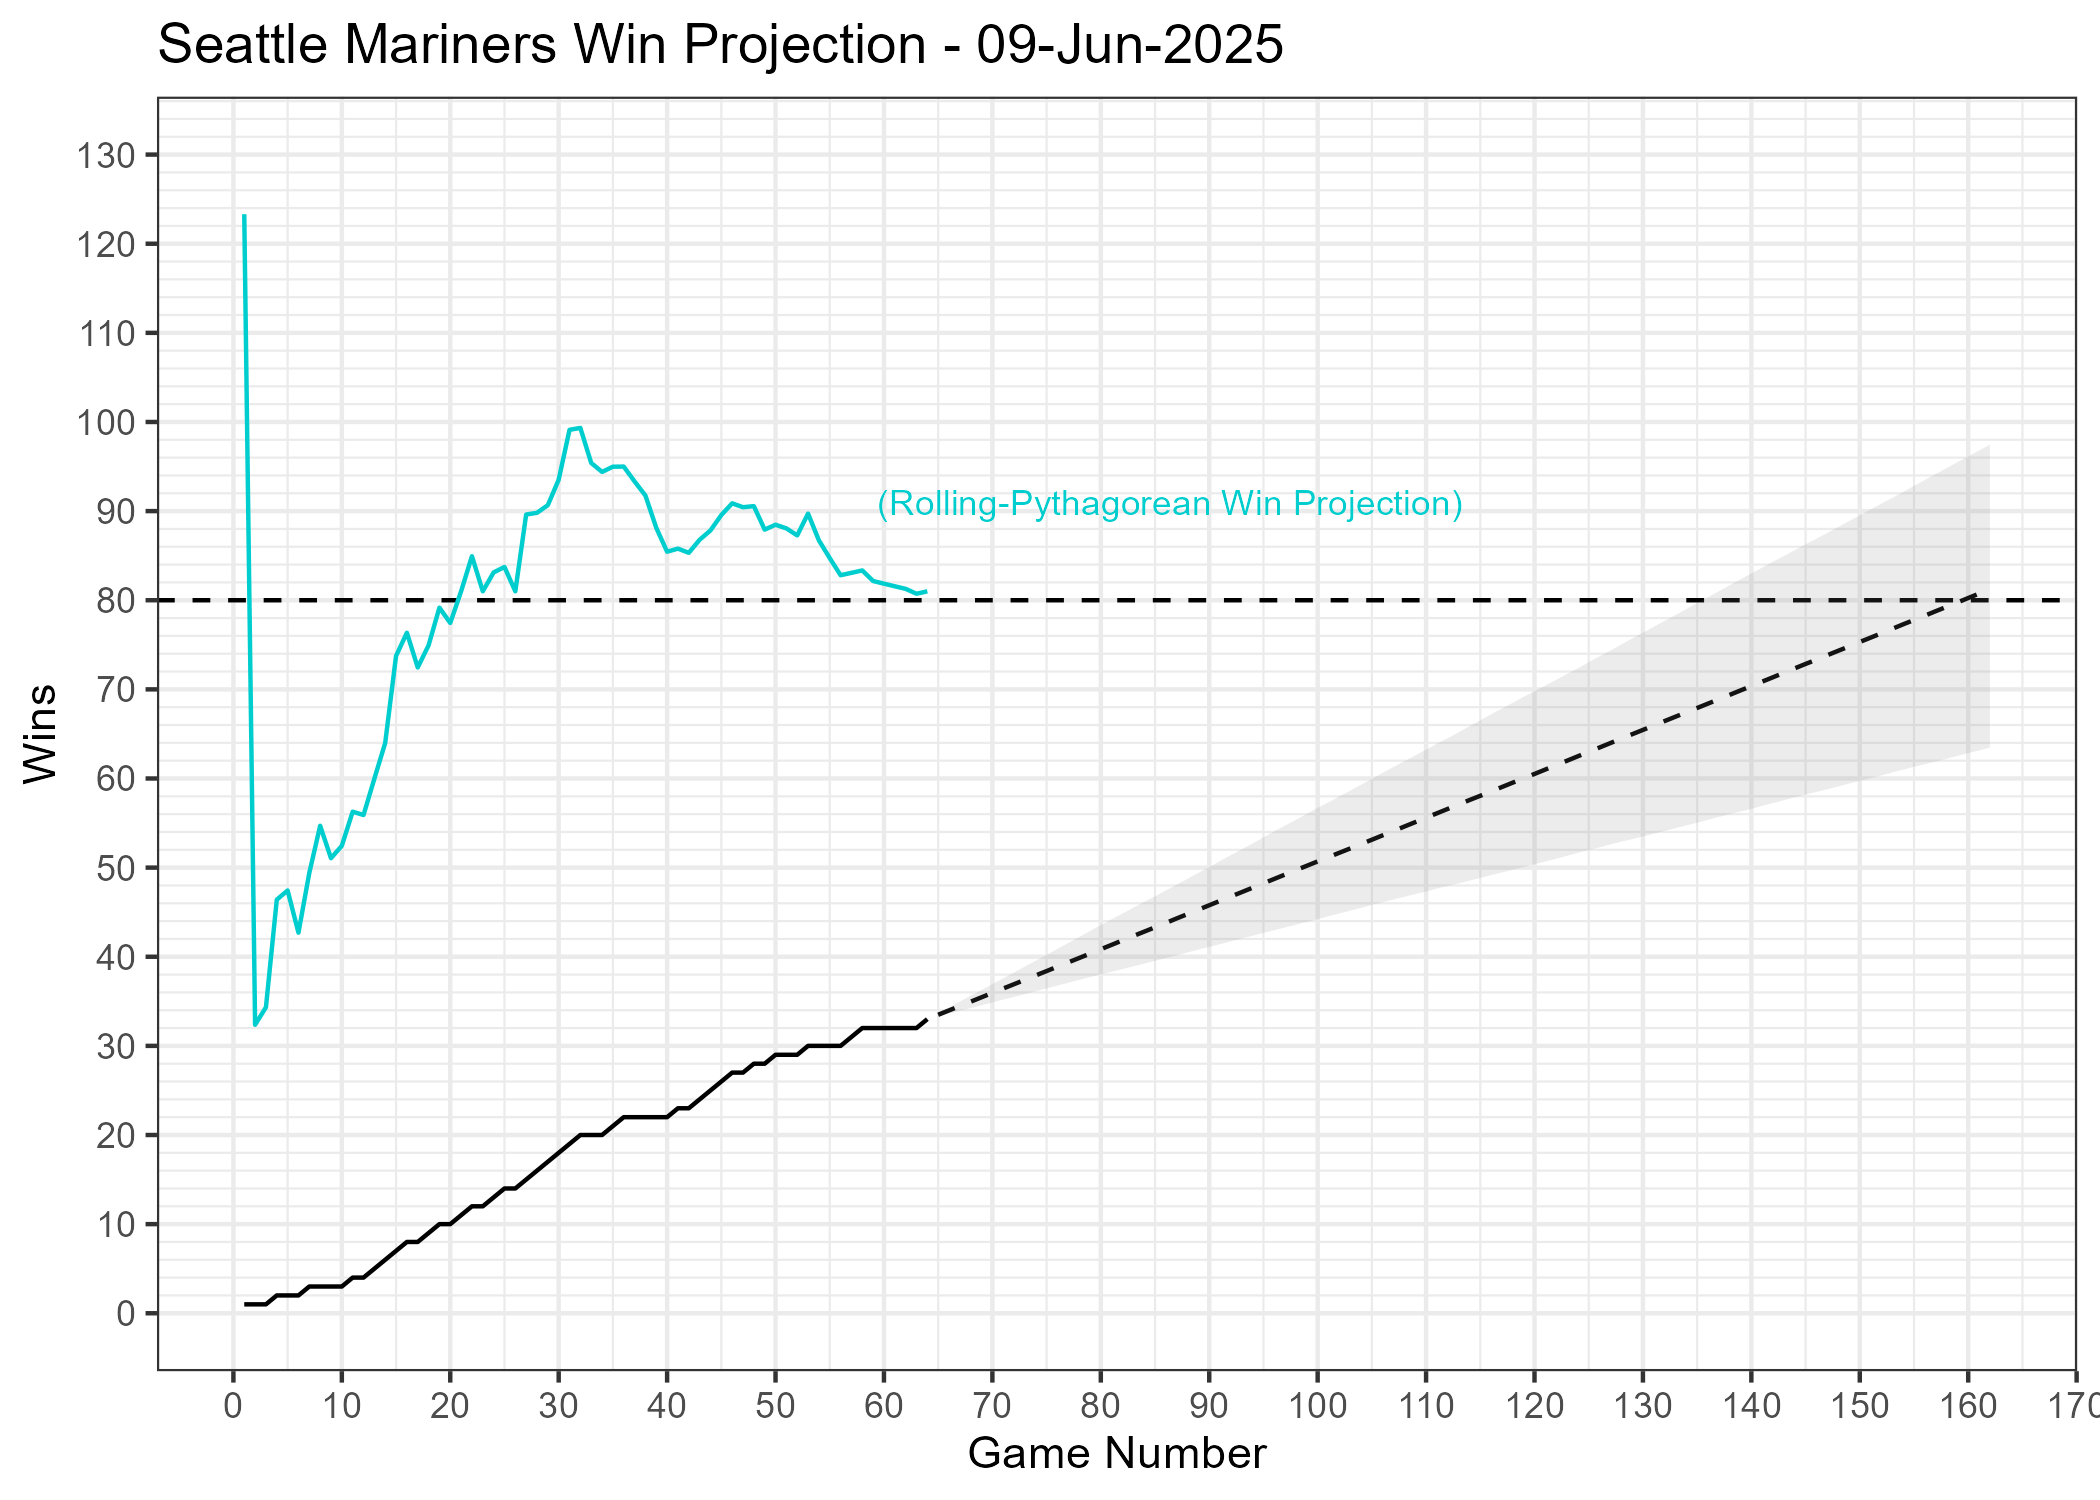 Seattle Mariners Win Projection - 09-Jun-2025
Wins
130
120
110
100
90
80
70
60
50
40
30
20
10
0
(Rolling-Pythagorean Win Projection)
0 10 20 30 40 50 60 70 80 90 100 110 120 130 140 150 160 170
Game Number